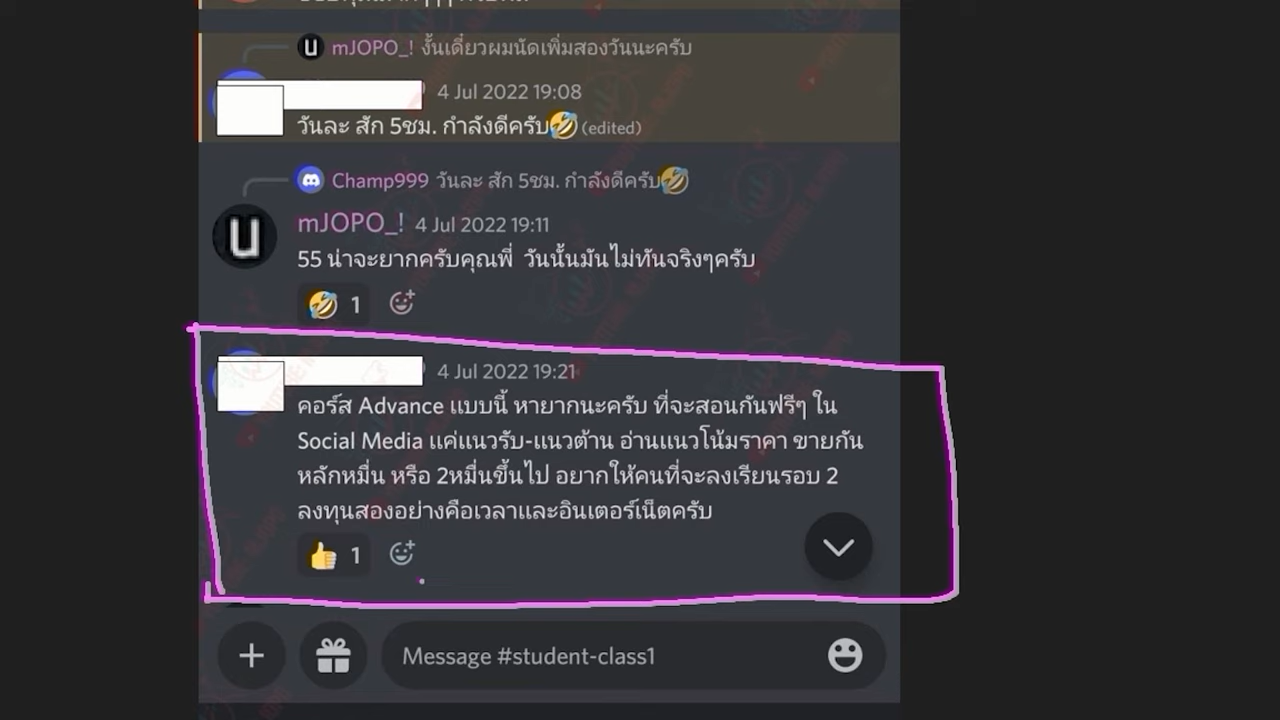 mJOPO_! งั้นเดี๋ยวผมนัดเพิ่มสองวันนะครับ
4 Jul 2022 19:08
วันละ สัก 5ชม. กำลังดีครับ🤣 (edited)
Champ999 วันละ สัก 5ชม. กำลังดีครับ🤣
mJOPO_! 4 Jul 2022 19:11
55 น่าจะยากครับคุณพี่ วันนั้นมันไม่ทันจริงๆครับ
🤣 1
4 Jul 2022 19:21
คอร์ส Advance แบบนี้ หายากนะครับ ที่จะสอนกันฟรีๆ ใน
Social Media แค่แนวรับ-แนวต้าน อ่านแนวโน้มราคา ขายกัน
หลักหมื่น หรือ 2หมื่นขึ้นไป อยากให้คนที่จะลงเรียนรอบ 2
ลงทุนสองอย่างคือเวลาและอินเตอร์เน็ตครับ
👍 1
Message #student-class1